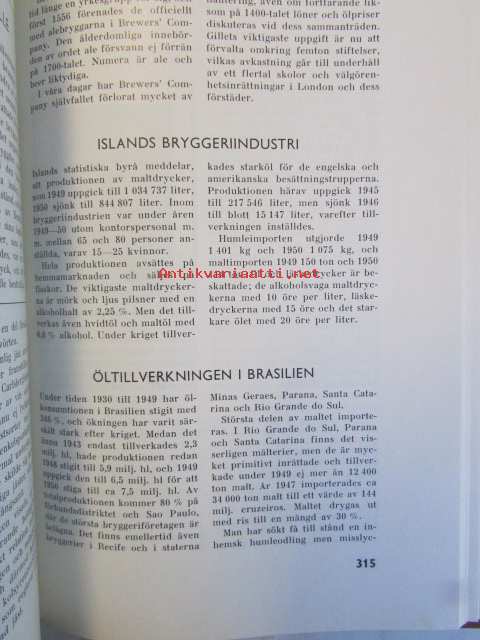 tid länge en yrkesgrupp
först 1556 förenades de officiellt
med alebryggarna i Brewers' Com-
pany. Den ålderdomliga innebör-
den av ordet ale försvann ej förrän
på 1700-talet. Numera är ale och
beer liktydiga.
I våra dagar har Brewers' Com-
pany självfallet förlorat mycket av
hantering, även om fortfarande lik-
som på 1400-talet löner och ölpriser
diskuteras vid dess sammanträden.
Gillets viktigaste uppgift är nu att
förvalta omkring femton stiftelser,
vilkas avkastning går till underhåll
av ett flertal skolor och välgören-
hetsinrättningar i London och dess
förstäder.
ISLANDS BRYGGERIINDUSTRI
Islands statistiska byrå meddelar,
att produktionen av maltdrycker,
som 1949 uppgick till 1 034 737 liter,
1950 sjönk till 844 807 liter. Inom
bryggeriindustrien var under åren
1949—50 utom kontorspersonal m.
m. mellan 65 och 80 personer an-
ställda, varav 15—25 kvinnor.
Hela produktionen avsättes på
hemmamarknaden och säljes på
flaskor. De viktigaste maltdrycker-
na är mörk och ljus pilsner med en
alkoholhalt av 2,25 %. Men det till-
verkas även hvidtöl och maltöl med
% alkohol. Under kriget tillver-
kades starköl för de engelska och
amerikanska besättningstrupperna.
Produktionen härav uppgick 1945
till 217 546 liter, men sjönk 1946
till blott 15 147 liter, varefter till-
verkningen inställdes.
Humleimporten utgjorde 1949
1 401 kg och 1950 1 075 kg, och
maltimporten 1949 150 ton och 1950
ton. Öl och läskedrycker är be-
skattade; de alkoholsvaga maltdryc-
kerna med 10 öre per liter, läske-
dryckerna med 15 öre och det star-
kare ölet med 20 öre per liter.
Antikvariaatti.net
ÖLTILLVERKNINGEN I BRASILIEN
Under tiden 1930 till 1949 har öl-
konsumtionen i Brasilien stigit med
%, och ökningen har varit sär-
skilt stark efter kriget. Medan det
ännu 1943 endast tillverkades 2,3
milj. hl, hade produktionen redan
1946 stigit till 5,9 milj. hl, och 1949
uppgick den till 6,5 milj. hl för att
1950 stiga till ca 7,5 milj. hl. Av
totalproduktionen kommer 80 % på
förbundsdistriktet och Sao Paulo,
där de största bryggeriföretagen är
belägna. Det finns emellertid även
bryggerier i Recife och i staterna
Minas Geraes, Parana, Santa Cata-
rina och Rio Grande do Sul.
Största delen av maltet importe-
ras. I Rio Grande do Sul, Parana
och Santa Catarina finns det vis-
serligen mälterier, men de är myc-
ket primitivt inrättade och tillver-
kade under 1949 ej mer än 12 400
ton malt. År 1947 importerades ca
34 000 ton malt till ett värde av 144
milj. cruzeiros. Maltet drygas ut
med ris till en mängd av 30 %.
Man har sökt få till stånd en in-
hemsk humleodling men misslyc-
315